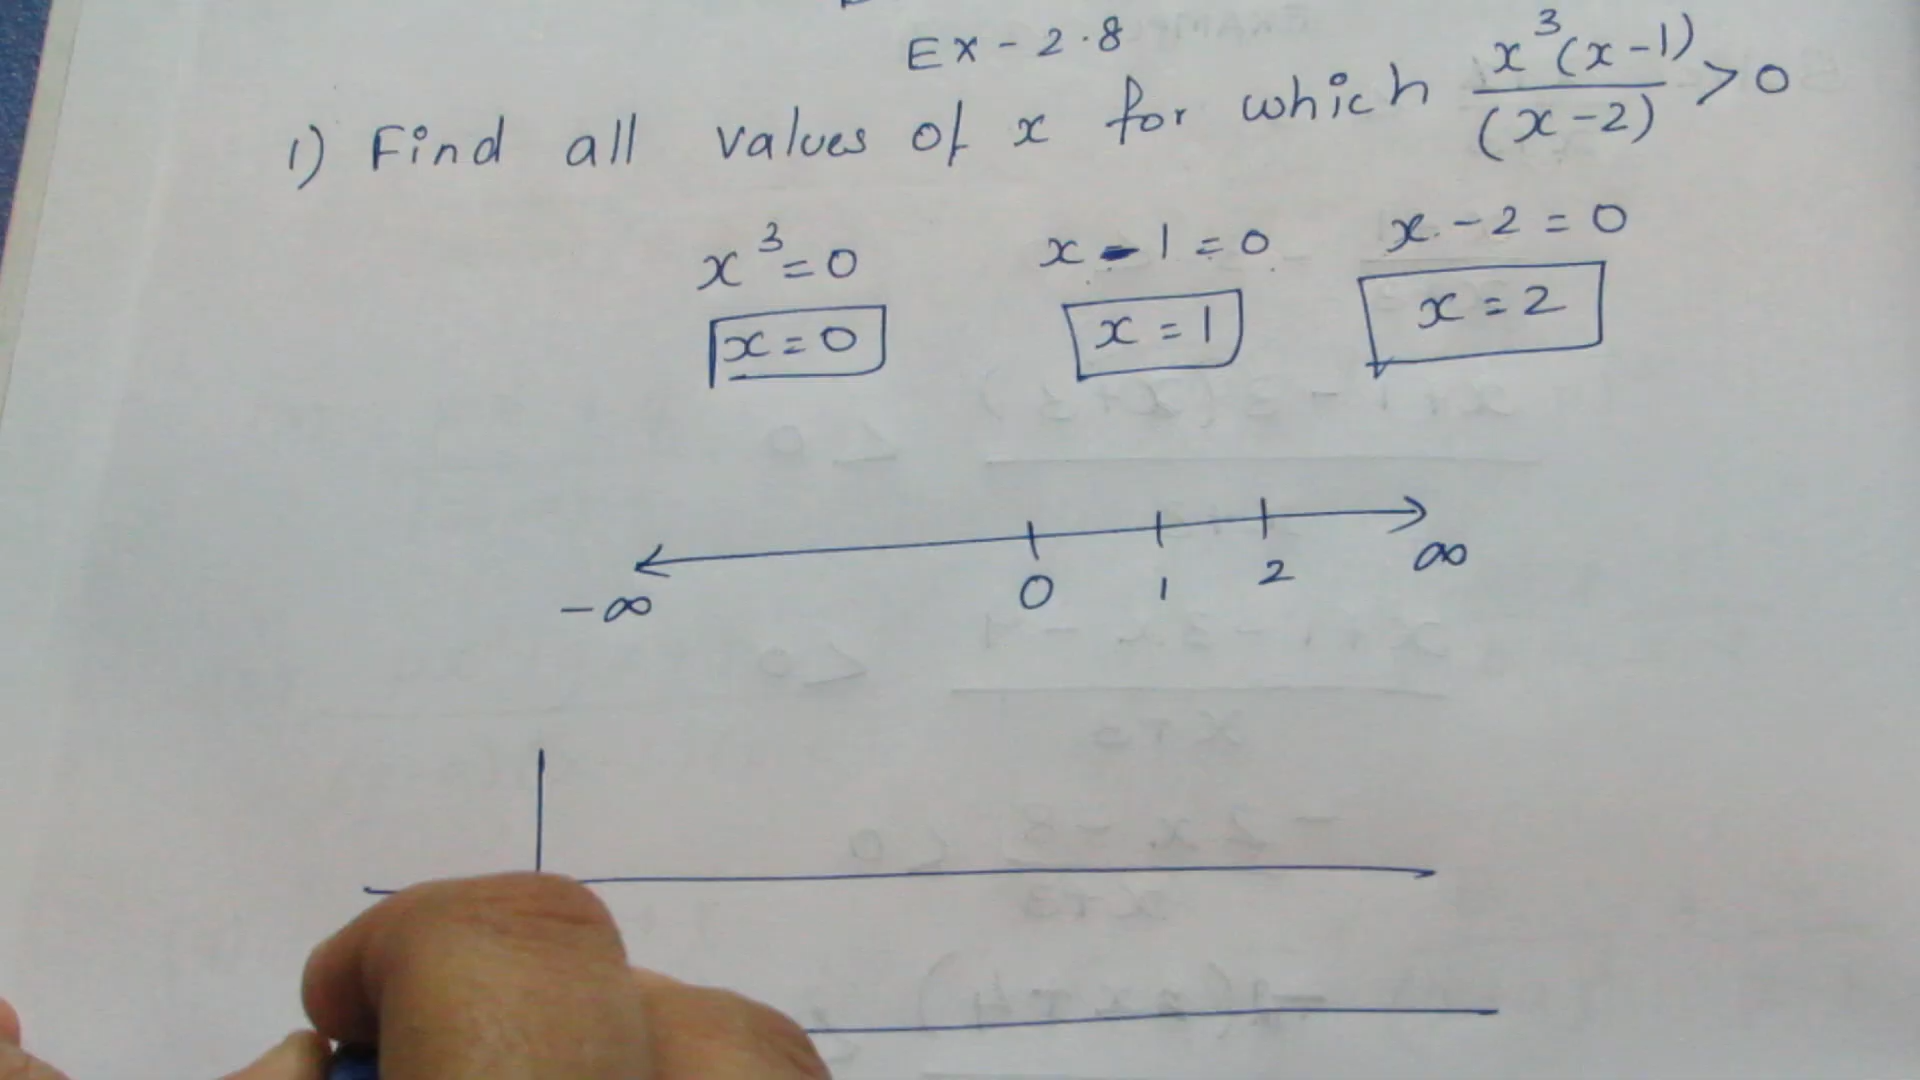 Ex - 2.8
1) Find all values of x for which x³(x-1)/(x-2) > 0
x³ = 0 x - 1 = 0 x - 2 = 0
x = 0 x = 1 x = 2
-∞ 0 1 2 ∞